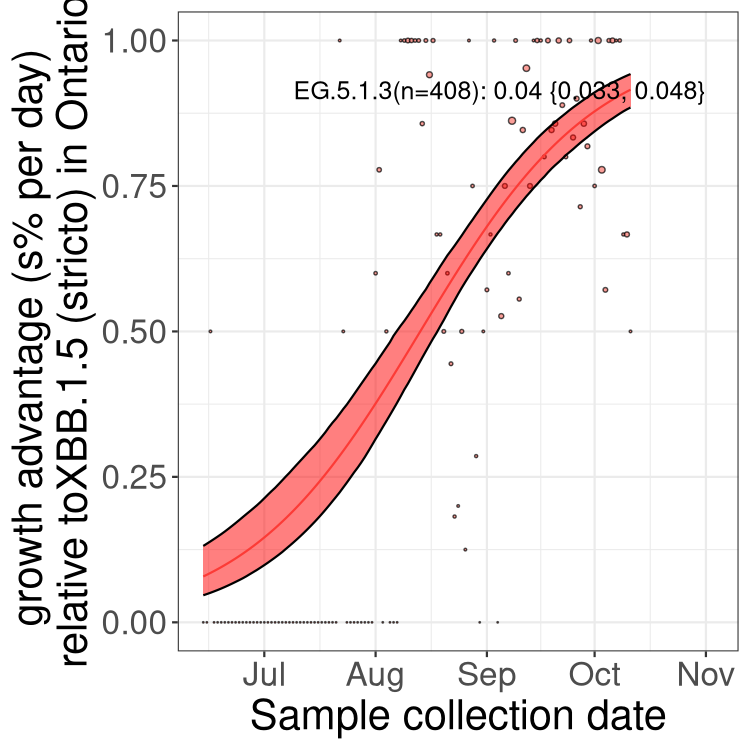 growth advantage (s% per day)
relative toXBB.1.5 (stricto) in Ontario
1.00
0.75
0.50
0.25
0.00
EG.5.1.3(n=408): 0.04 {0.033, 0.048}
Jul Aug Sep Oct Nov
Sample collection date